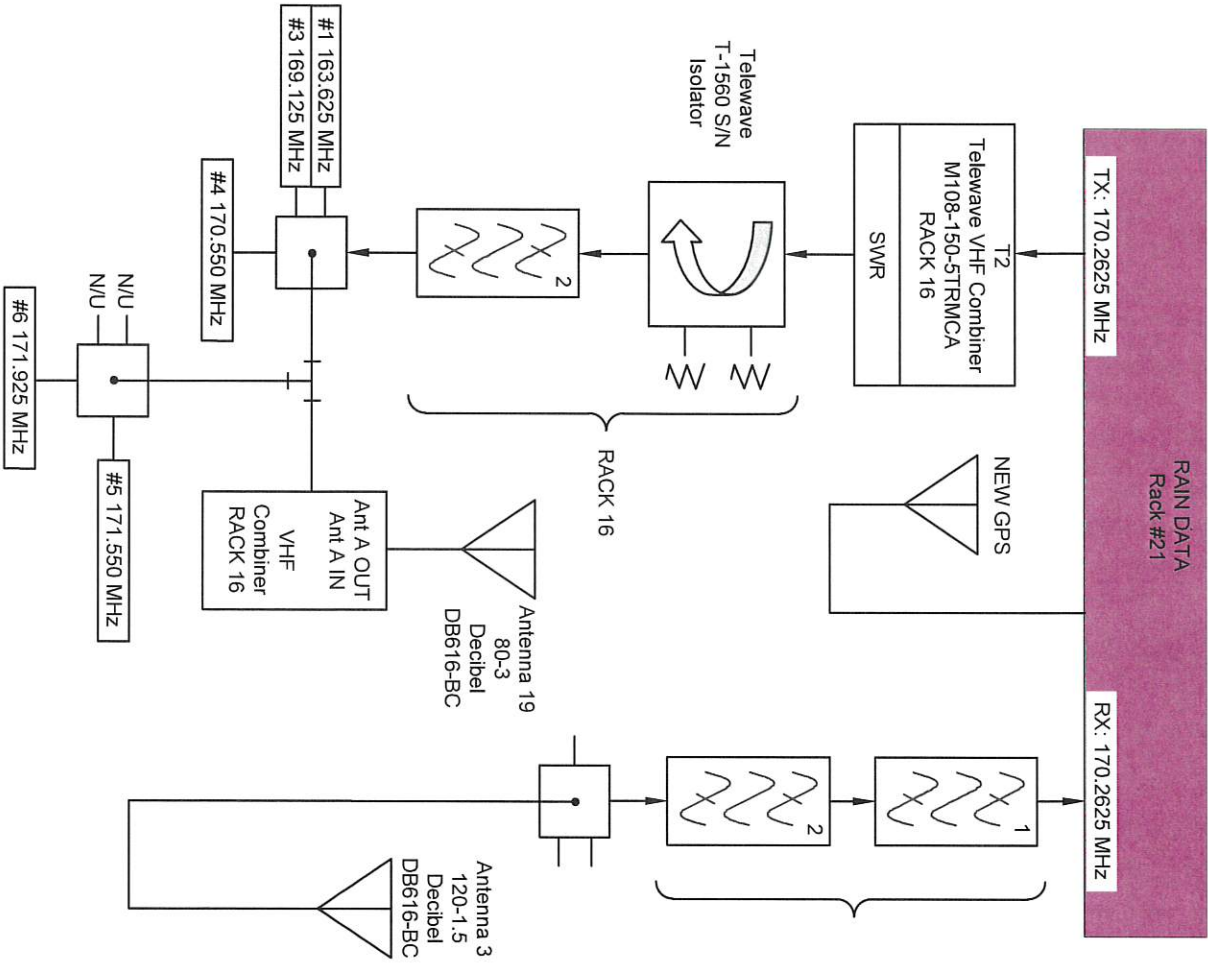 RAIN DATA
Rack #21
TX: 170.2625 MHz
RX: 170.2625 MHz
T2
Telewave VHF Combiner
M108-150-5TRMCA
RACK 16
SWR
NEW GPS
1
2
Telewave
T-1560 S/N
Isolator
RACK 16
2
Antenna 19
80-3
Decibel
DB616-BC
Antenna 3
120-1.5
Decibel
DB616-BC
#1 163.625 MHz
#3 169.125 MHz
#4 170.550 MHz
Ant A OUT
Ant A IN
VHF
Combiner
RACK 16
N/U
N/U
#5 171.550 MHz
#6 171.925 MHz